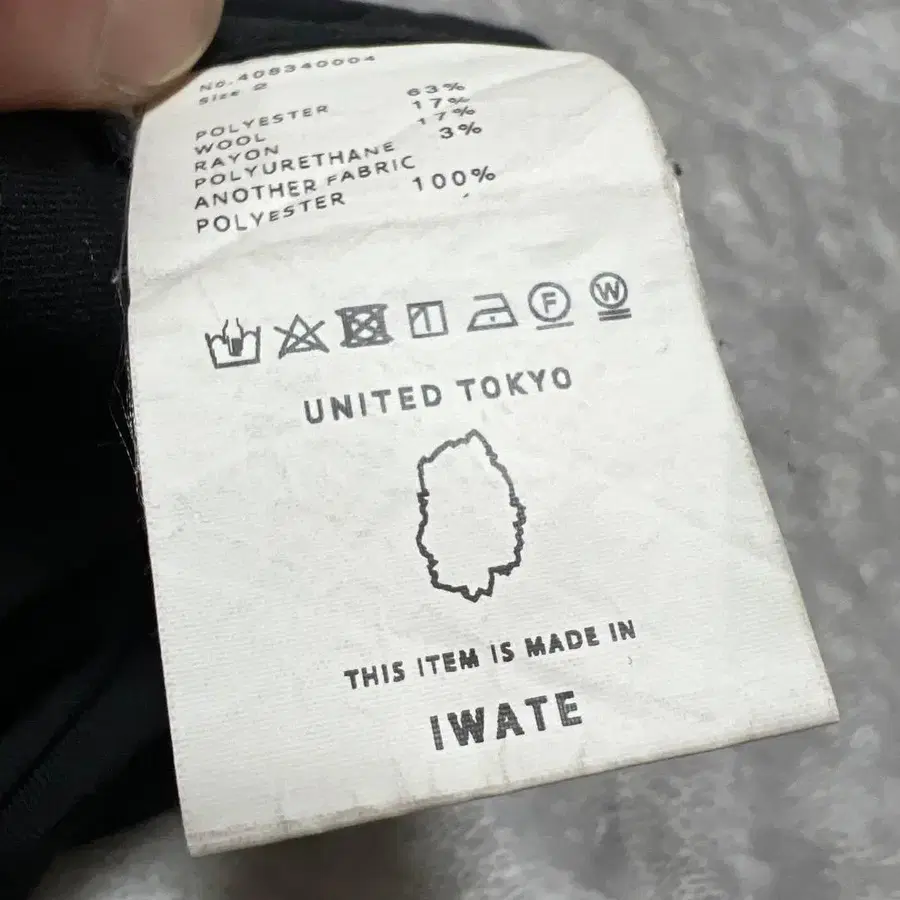 No.408340004
Size 2
POLYESTER 63%
WOOL 17%
RAYON 17%
POLYURETHANE 3%
ANOTHER FABRIC
POLYESTER 100%
F W
UNITED TOKYO
THIS ITEM IS MADE IN
IWATE